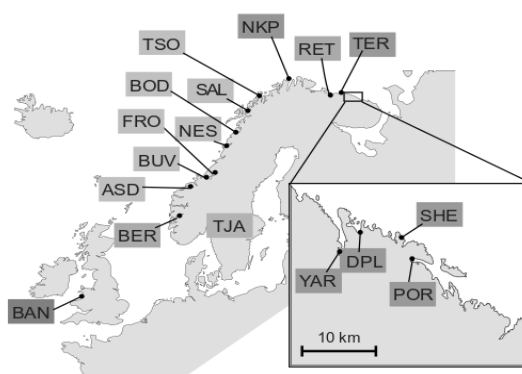 NKP
TSO
RET
TER
BOD
SAL
FRO
NES
BUV
ASD
BER
TJA
SHE
DPL
YAR
POR
BAN
10 km